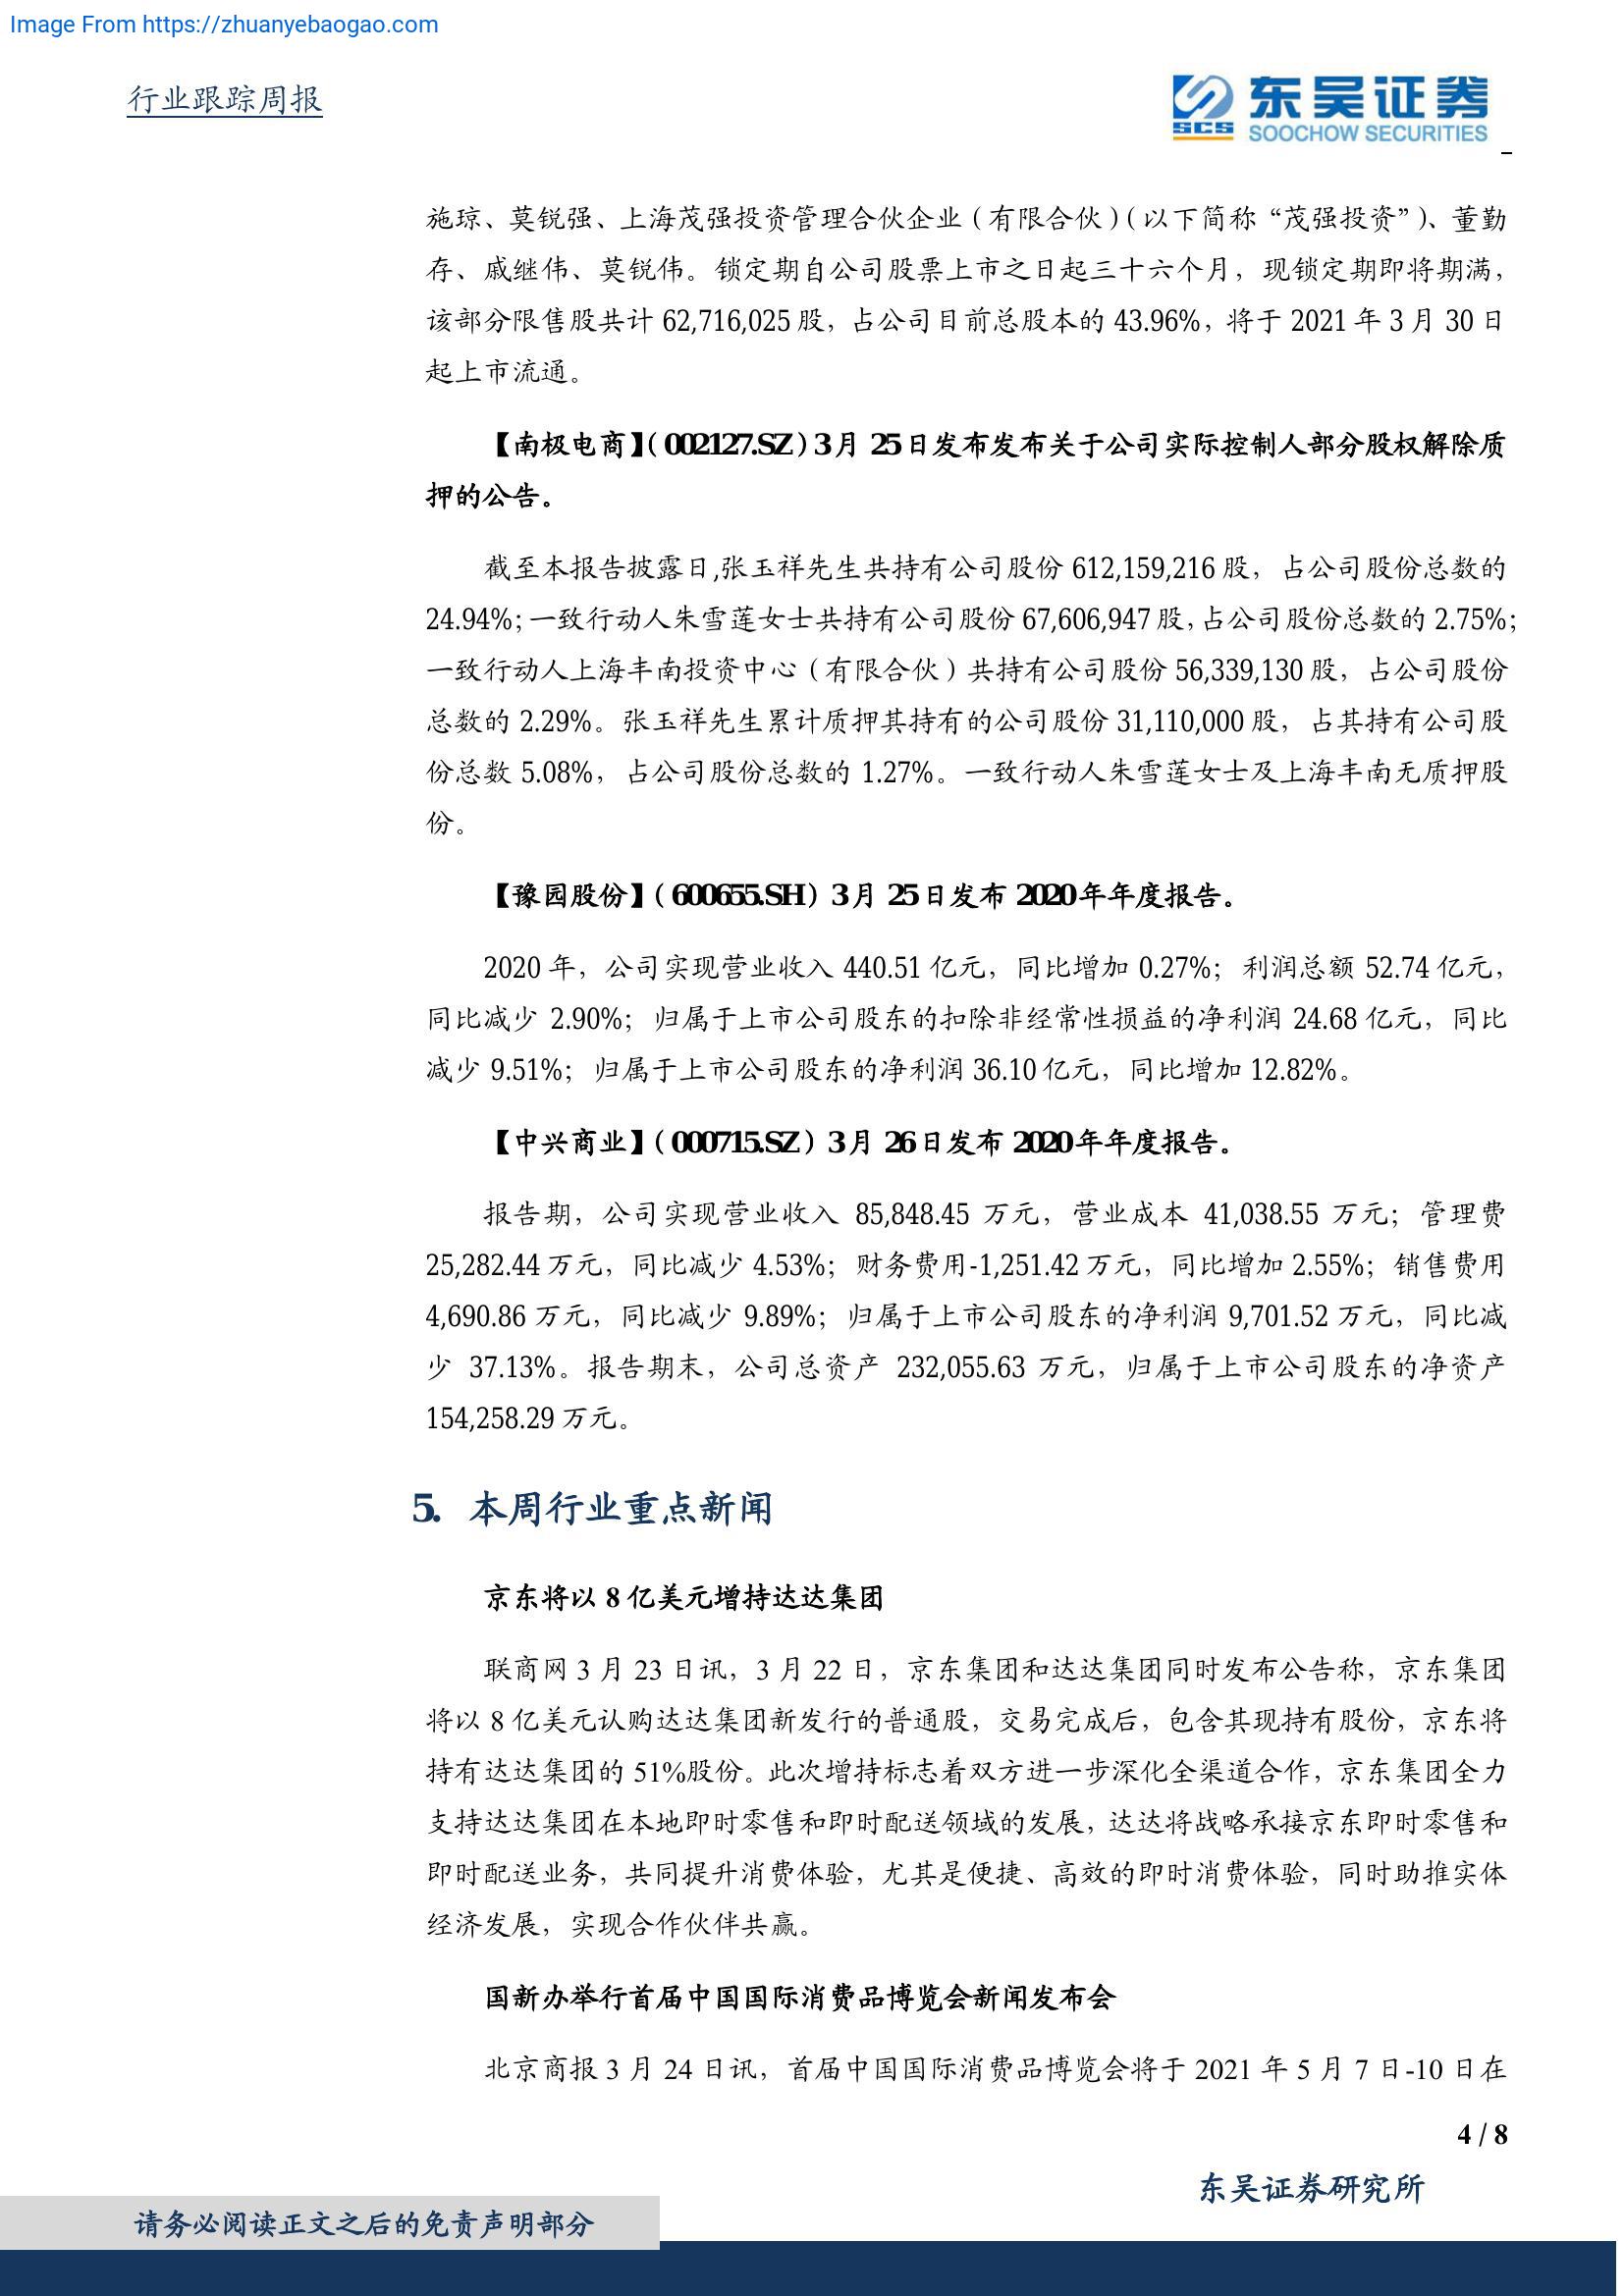 Image From https://zhuanyebaogao.com
行业跟踪周报
SCS 东吴证券
SOOCHOW SECURITIES
施琼、莫锐强、上海茂强投资管理合伙企业（有限合伙）（以下简称“茂强投资”）、董勤
存、戚继伟、莫锐伟。锁定期自公司股票上市之日起三十六个月，现锁定期即将期满，
该部分限售股共计 62,716,025 股，占公司目前总股本的 43.96%，将于 2021 年 3 月 30 日
起上市流通。
【南极电商】（002127.SZ）3 月 25 日发布发布关于公司实际控制人部分股权解除质
押的公告。
截至本报告披露日,张玉祥先生共持有公司股份 612,159,216 股，占公司股份总数的
24.94%；一致行动人朱雪莲女士共持有公司股份 67,606,947 股，占公司股份总数的 2.75%；
一致行动人上海丰南投资中心（有限合伙）共持有公司股份 56,339,130 股，占公司股份
总数的 2.29%。张玉祥先生累计质押其持有的公司股份 31,110,000 股，占其持有公司股
份总数 5.08%，占公司股份总数的 1.27%。一致行动人朱雪莲女士及上海丰南无质押股
份。
【豫园股份】（600655.SH）3 月 25 日发布 2020 年年度报告。
2020 年，公司实现营业收入 440.51 亿元，同比增加 0.27%；利润总额 52.74 亿元，
同比减少 2.90%；归属于上市公司股东的扣除非经常性损益的净利润 24.68 亿元，同比
减少 9.51%；归属于上市公司股东的净利润 36.10 亿元，同比增加 12.82%。
【中兴商业】（000715.SZ）3 月 26 日发布 2020 年年度报告。
报告期，公司实现营业收入 85,848.45 万元，营业成本 41,038.55 万元；管理费
25,282.44 万元，同比减少 4.53%；财务费用-1,251.42 万元，同比增加 2.55%；销售费用
4,690.86 万元，同比减少 9.89%；归属于上市公司股东的净利润 9,701.52 万元，同比减
少 37.13%。报告期末，公司总资产 232,055.63 万元，归属于上市公司股东的净资产
154,258.29 万元。
5. 本周行业重点新闻
京东将以 8 亿美元增持达达集团
联商网 3 月 23 日讯，3 月 22 日，京东集团和达达集团同时发布公告称，京东集团
将以 8 亿美元认购达达集团新发行的普通股，交易完成后，包含其现持有股份，京东将
持有达达集团的 51%股份。此次增持标志着双方进一步深化全渠道合作，京东集团全力
支持达达集团在本地即时零售和即时配送领域的发展，达达将战略承接京东即时零售和
即时配送业务，共同提升消费体验，尤其是便捷、高效的即时消费体验，同时助推实体
经济发展，实现合作伙伴共赢。
国新办举行首届中国国际消费品博览会新闻发布会
北京商报 3 月 24 日讯，首届中国国际消费品博览会将于 2021 年 5 月 7 日-10 日在
4 / 8
东吴证券研究所
请务必阅读正文之后的免责声明部分